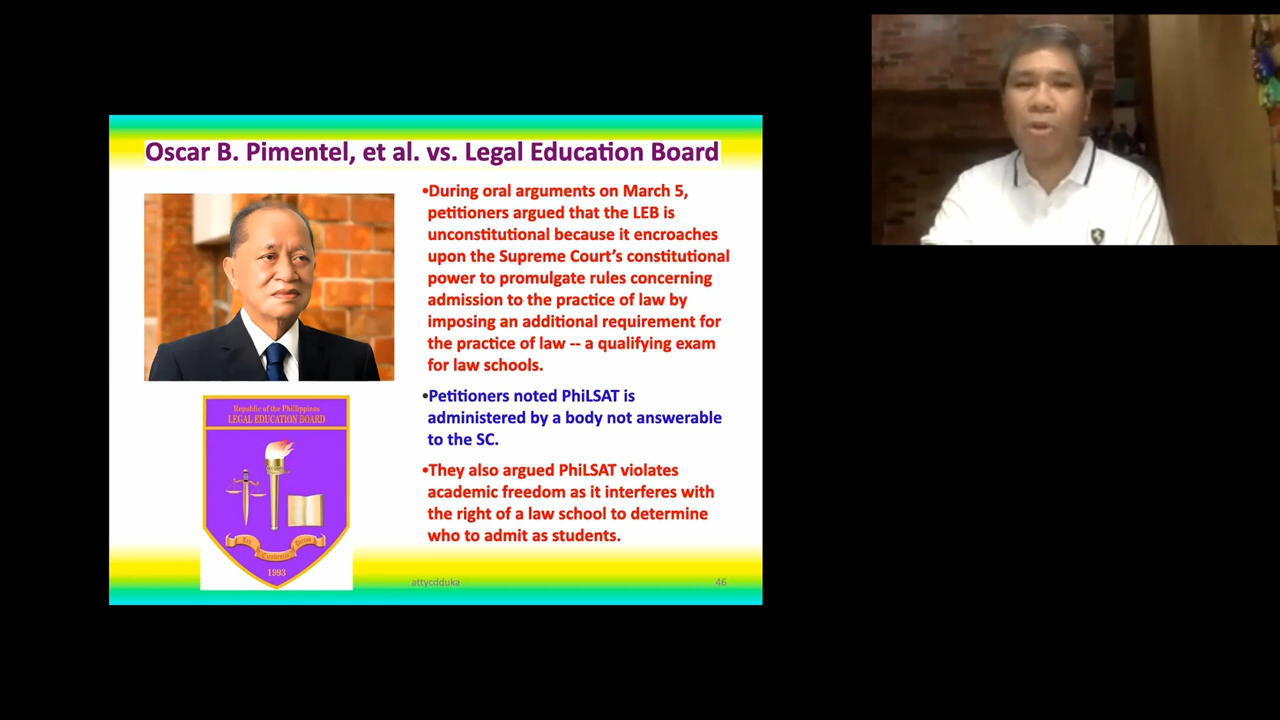 Oscar B. Pimentel, et al. vs. Legal Education Board
•During oral arguments on March 5,
petitioners argued that the LEB is
unconstitutional because it encroaches
upon the Supreme Court's constitutional
power to promulgate rules concerning
admission to the practice of law by
imposing an additional requirement for
the practice of law -- a qualifying exam
for law schools.
•Petitioners noted PhiLSAT is
administered by a body not answerable
to the SC.
•They also argued PhiLSAT violates
academic freedom as it interferes with
the right of a law school to determine
who to admit as students.
Republic of the Philippines
LEGAL EDUCATION BOARD
1993
attycdduka
46